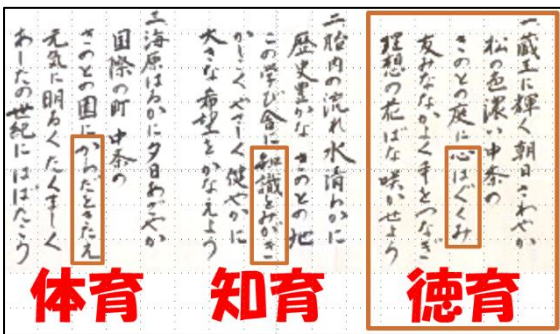 一 蔵王に輝く朝日さわやか
松の色濃い中条の
きのとの庭に心はぐくみ
友みななかよく手をつなぎ
理想の花ばな咲かせよう
徳育
二 胎内の流れ水清らかに
歴史豊かなきのとの地
この学び舎に知識をみがき
かしこくやさしく健やかに
大きな希望をかなえよう
知育
三 海原はるかに夕日あざやか
国際の町 中条の
きのとの園にからだをきたえ
元気に明るくたくましく
あしたの世紀にはばたこう
体育